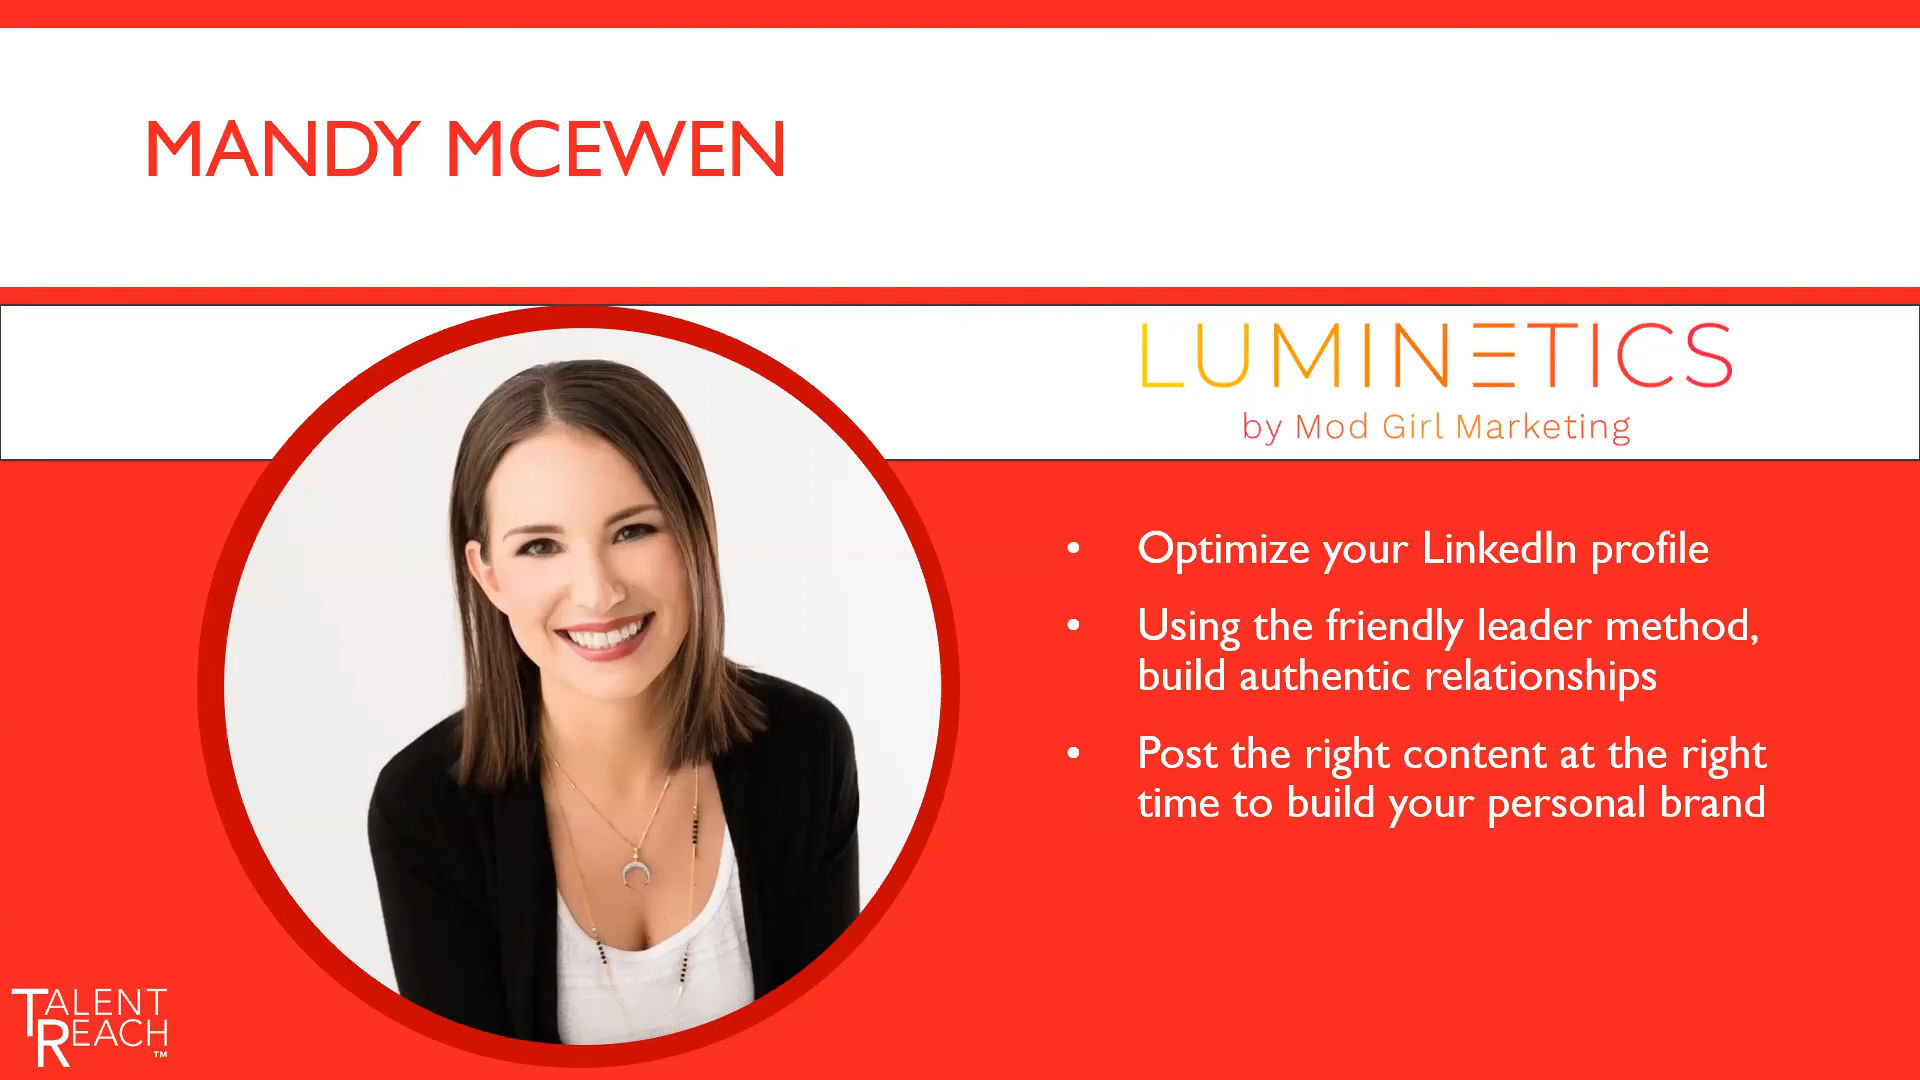 MANDY MCEWEN
LUMINETICS
by Mod Girl Marketing
• Optimize your LinkedIn profile
• Using the friendly leader method,
build authentic relationships
• Post the right content at the right
time to build your personal brand
TALENT
REACH
™